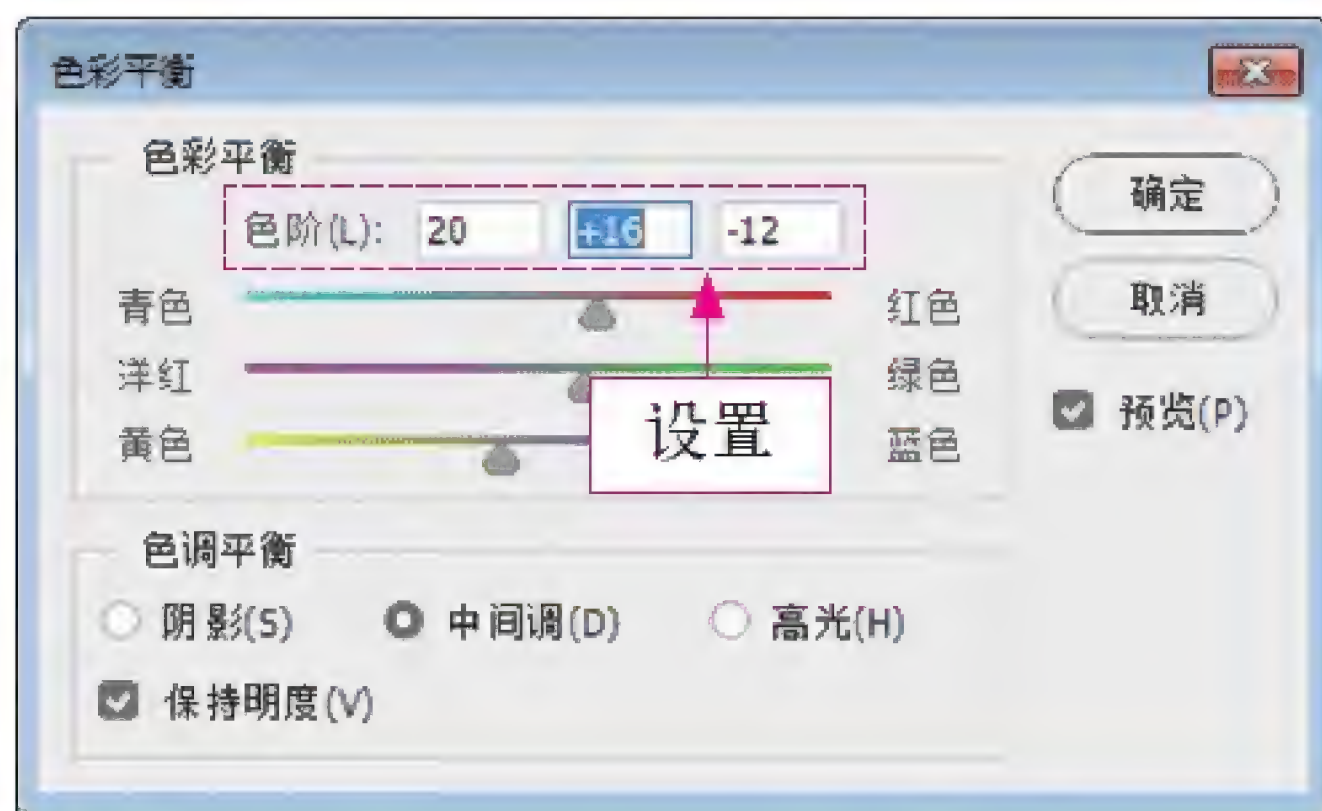 色彩平衡
色彩平衡
色阶(L): 20 +16 -12
青色 红色
洋红 绿色
黄色 蓝色
设置
色调平衡
阴影(S) 中间调(D) 高光(H)
保持明度(V)
确定
取消
预览(P)